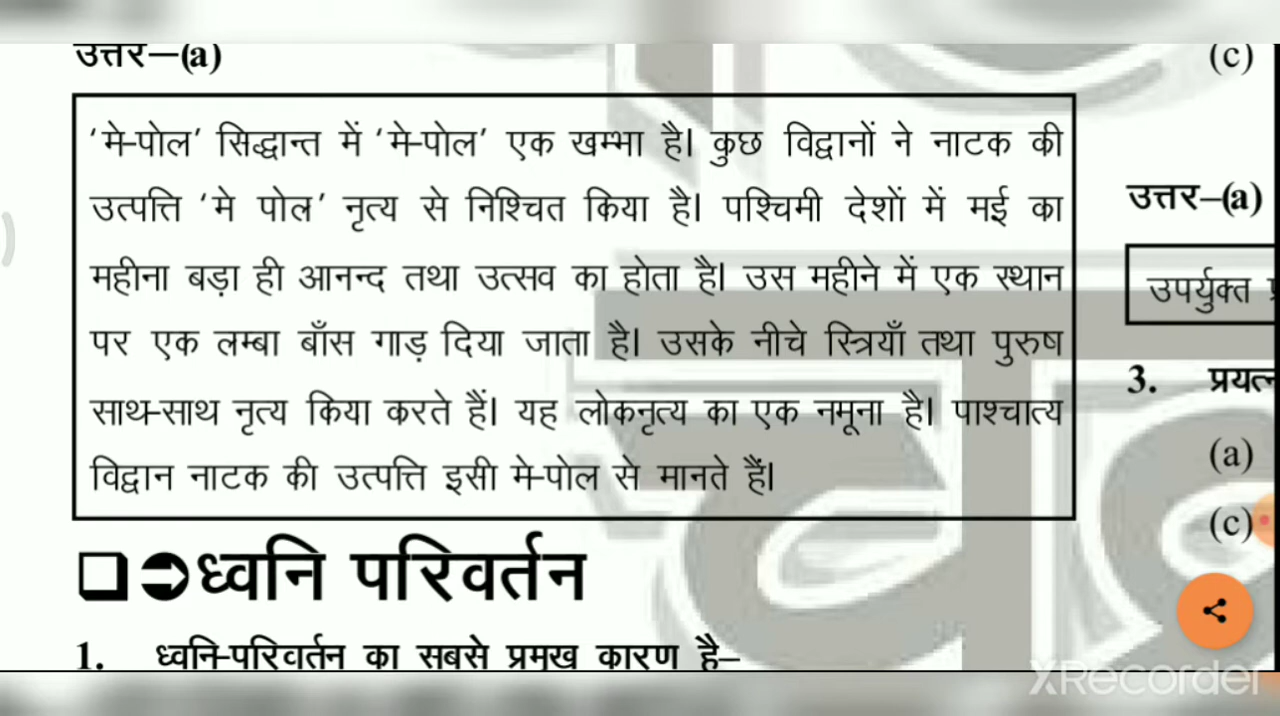 उत्तर–(a)
'मे-पोल' सिद्धान्त में 'मे-पोल' एक खम्भा है। कुछ विद्वानों ने नाटक की
उत्पत्ति 'मे पोल' नृत्य से निश्चित किया है। पश्चिमी देशों में मई का
महीना बड़ा ही आनन्द तथा उत्सव का होता है। उस महीने में एक स्थान
पर एक लम्बा बाँस गाड़ दिया जाता है। उसके नीचे स्त्रियाँ तथा पुरुष
साथ-साथ नृत्य किया करते हैं। यह लोकनृत्य का एक नमूना है। पाश्चात्य
विद्वान नाटक की उत्पत्ति इसी मे-पोल से मानते हैं।
ध्वनि परिवर्तन
1. ध्वनि-परिवर्तन का सबसे प्रमुख कारण है–
(c)
उत्तर–(a)
उपर्युक्त
3.
(a)
(c)
XRecorder